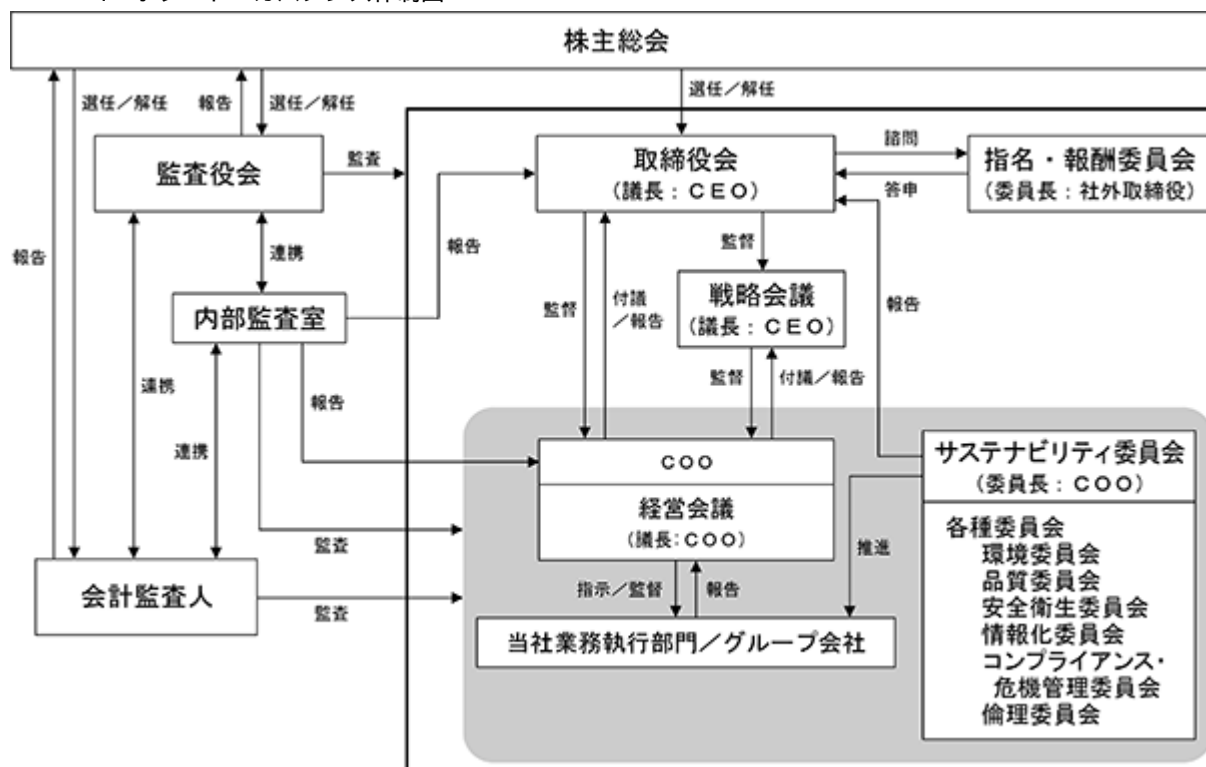 株主総会
選任/解任
報告
選任/解任
選任/解任
監査役会
監査
取締役会
(議長:CEO)
諮問
答申
指名・報酬委員会
(委員長:社外取締役)
報告
連携
報告
監督
付議
/報告
監督
戦略会議
(議長:CEO)
報告
内部監査室
監督
付議/報告
連携
報告
連携
COO
経営会議
(議長:COO)
サステナビリティ委員会
(委員長:COO)
各種委員会
環境委員会
品質委員会
安全衛生委員会
情報化委員会
コンプライアンス・
危機管理委員会
倫理委員会
監査
推進
会計監査人
監査
指示/監督
報告
当社業務執行部門/グループ会社